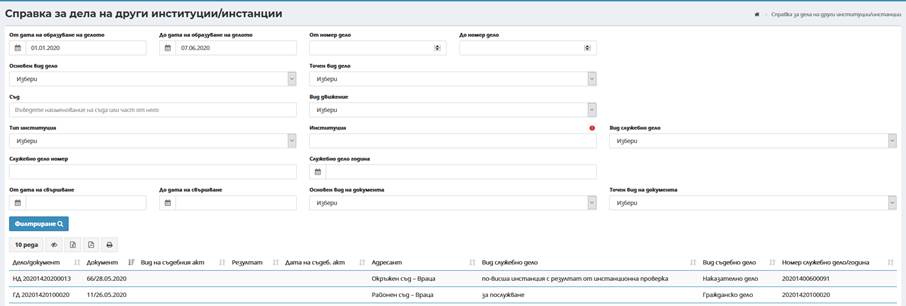 Справка за дела на други институции/инстанции
Справка за дела на други институции/инстанции
От дата на образуване на делото До дата на образуване на делото От номер дело До номер дело
01.01.2020 07.06.2020
Основен вид дело Точен вид дело
Избери Избери
Съд Вид движение
Въведете наименование на съда или част от него Избери
Тип институция Институция Вид служебно дело
Избери Избери
Служебно дело номер Служебно дело година
От дата на свършване До дата на свършване Основен вид на документа Точен вид на документа
Избери Избери
Филтриране
10 реда
Дело/документ Документ Вид на съдебния акт Резултат Дата на съдеб. акт Адресант Вид служебно дело Вид съдебно дело Номер служебно дело/година
НД 20201420200013 66/28.05.2020 Окръжен съд – Враца по-висша инстанция с резултат от инстанционна проверка Наказателно дело 20201400600091
ГД 20201420100020 11/26.05.2020 Районен съд – Враца за послужване Гражданско дело 20201420100020